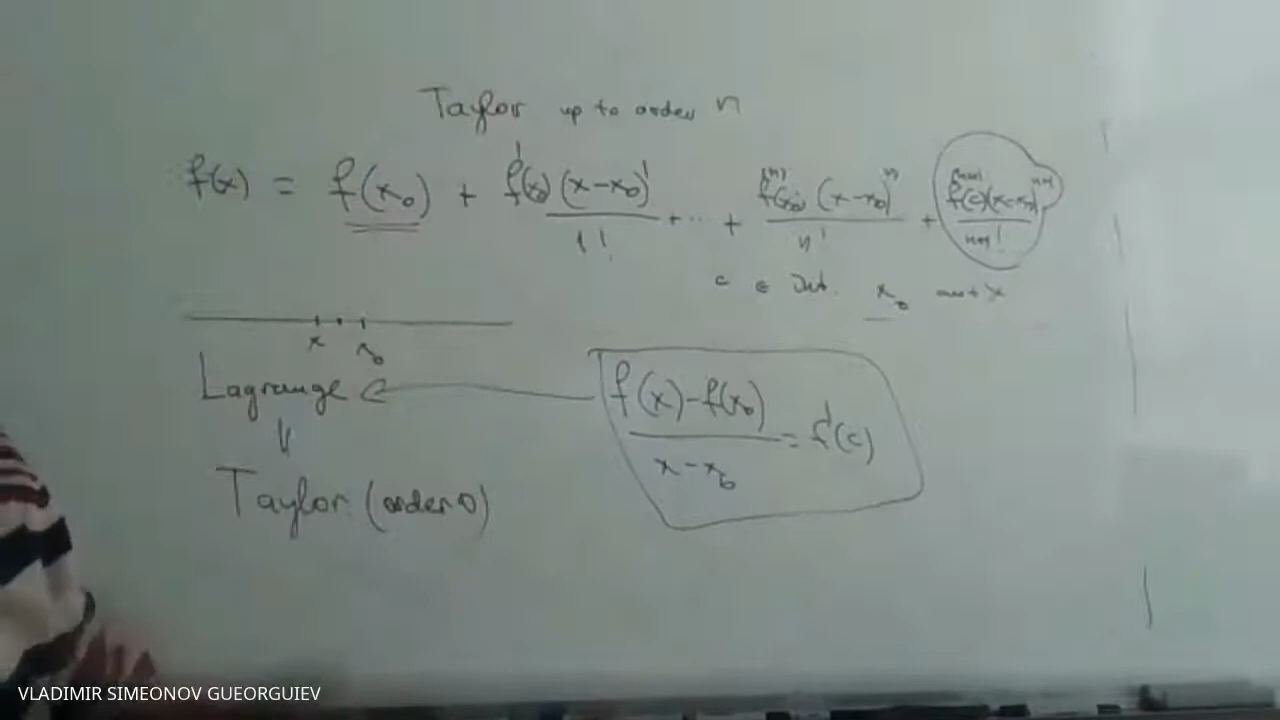 Taylor up to order n
f(x) = f(x₀) + f'(x₀)(x-x₀)¹/1! + ... + f⁽ⁿ⁾(x₀)(x-x₀)ⁿ/n! + f⁽ⁿ⁺¹⁾(c)(x-x₀)ⁿ⁺¹/n+1!
c ∈ Int. x₀ and x
x x₀
Lagrange
(f(x)-f(x₀))/(x-x₀) = f'(c)
⇓
Taylor (order 0)
VLADIMIR SIMEONOV GUEORGUIEV